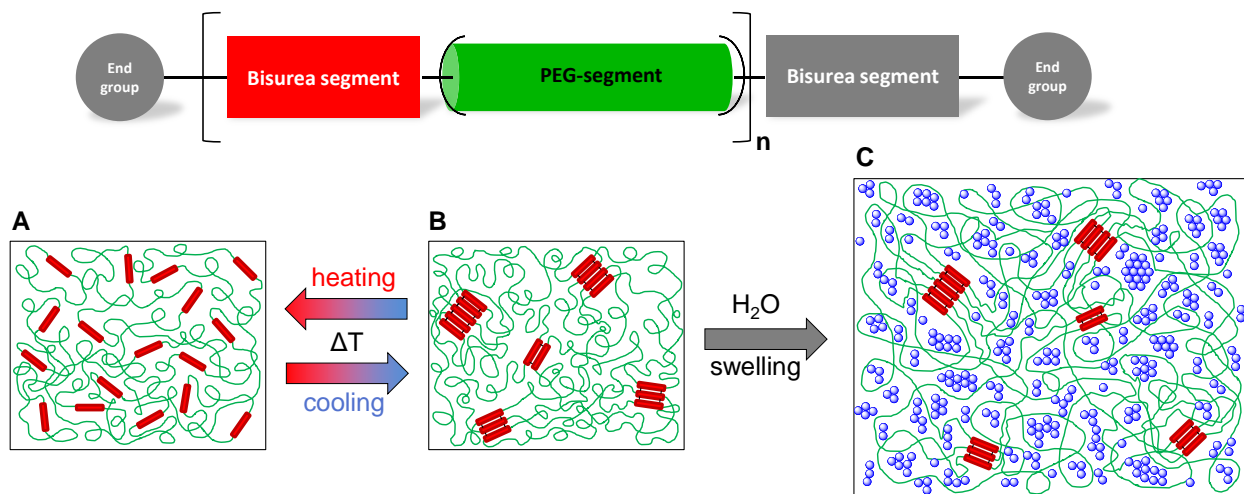 End
group
Bisurea segment
PEG-segment
Bisurea segment
End
group
n
A
B
C
heating
ΔT
cooling
H₂O
swelling